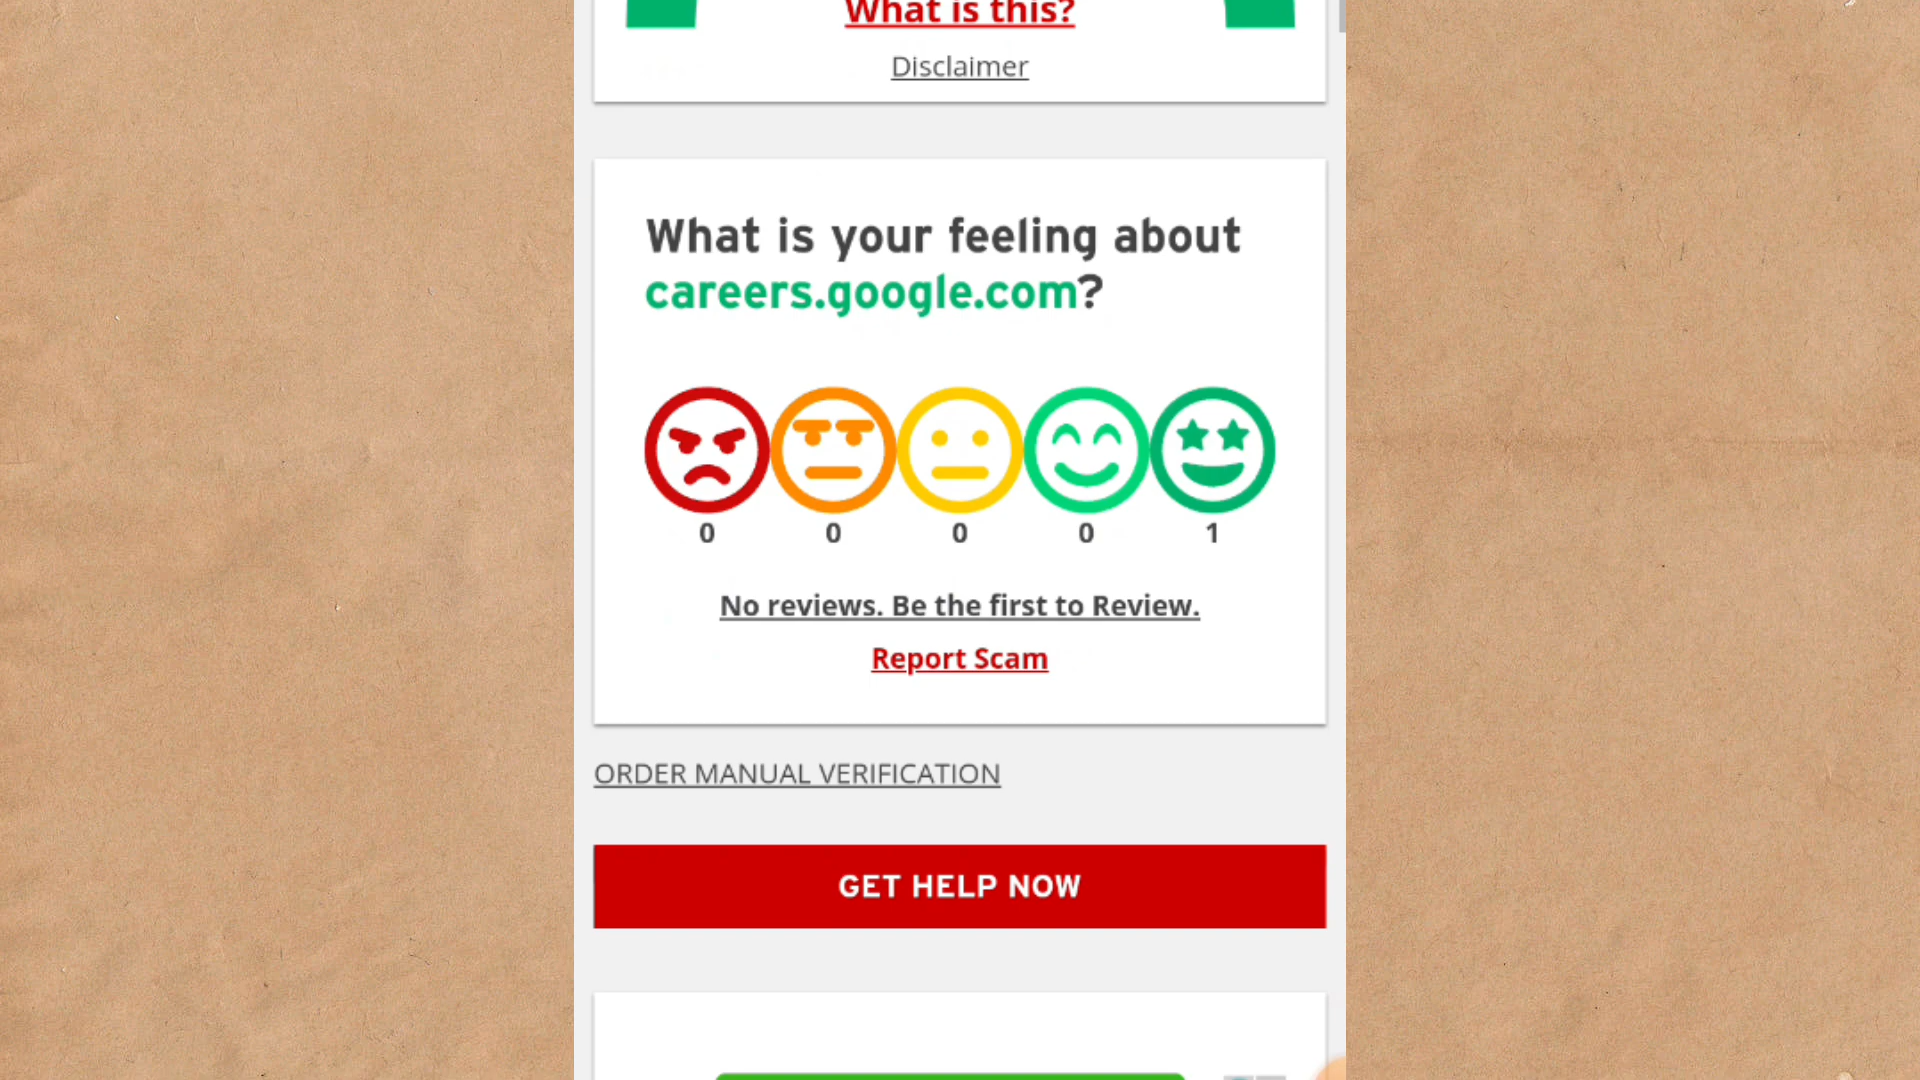 What is this?
Disclaimer
What is your feeling about
careers.google.com?
0 0 0 0 1
No reviews. Be the first to Review.
Report Scam
ORDER MANUAL VERIFICATION
GET HELP NOW